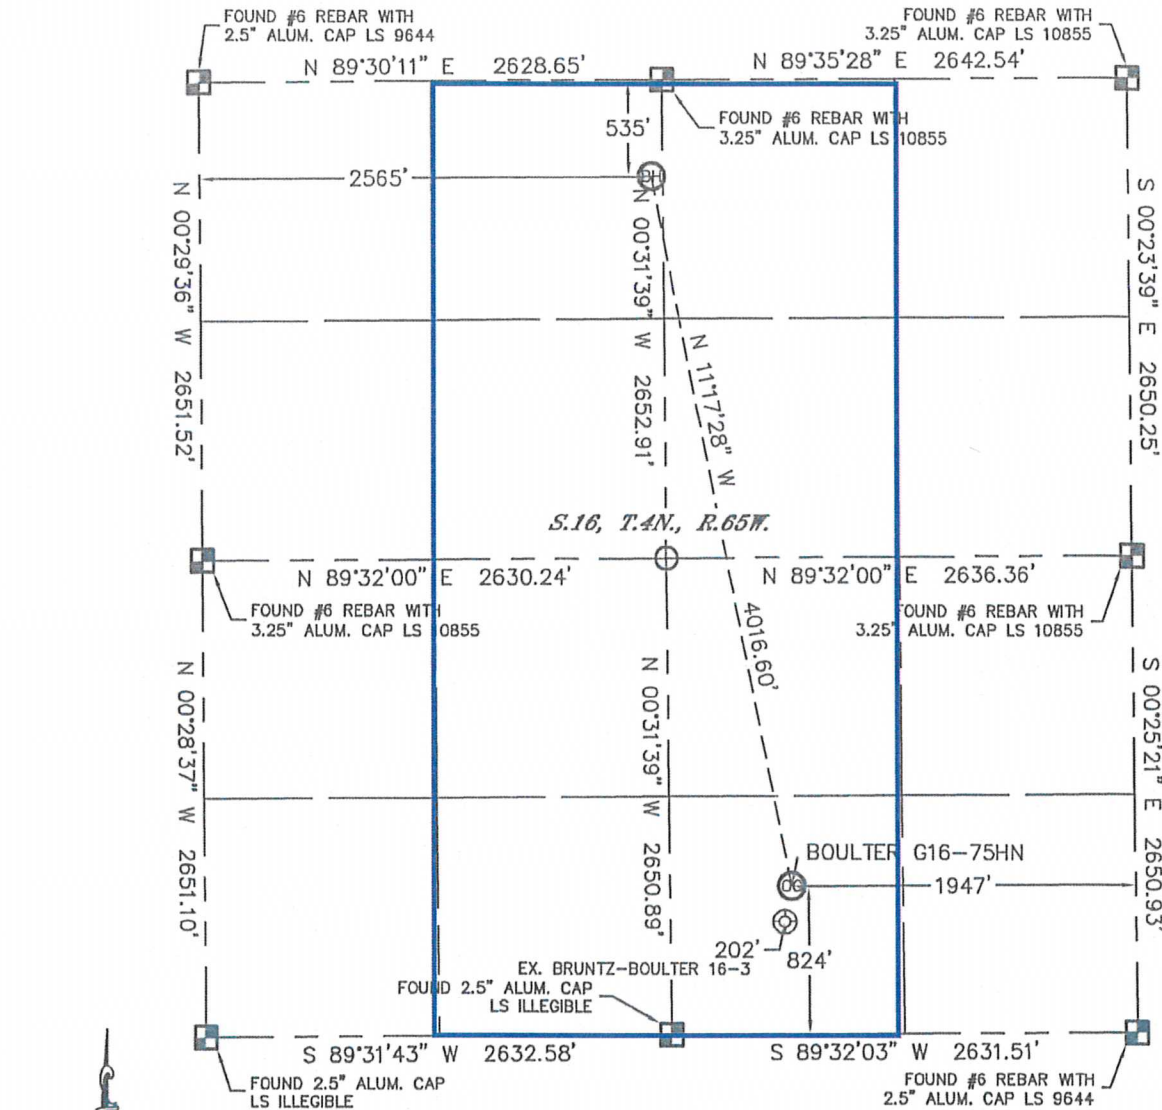 FOUND #6 REBAR WITH
2.5" ALUM. CAP LS 9644
FOUND #6 REBAR WITH
3.25" ALUM. CAP LS 10855
N 89°30'11" E 2628.65'
N 89°35'28" E 2642.54'
FOUND #6 REBAR WITH
3.25" ALUM. CAP LS 10855
535'
2565'
BH
N 00°29'36" W 2651.52'
N 00°31'39" W 2652.91'
N 11°17'28" W
4016.60'
S 00°23'39" E 2650.25'
S.16, T.4N., R.65W.
N 89°32'00" E 2630.24'
N 89°32'00" E 2636.36'
FOUND #6 REBAR WITH
3.25" ALUM. CAP LS 10855
FOUND #6 REBAR WITH
3.25" ALUM. CAP LS 10855
N 00°28'37" W 2651.10'
N 00°31'39" W 2650.89'
S 00°25'21" E 2650.93'
BOULTER G16-75HN
OG
1947'
202'
824'
EX. BRUNTZ-BOULTER 16-3
FOUND 2.5" ALUM. CAP
LS ILLEGIBLE
S 89°31'43" W 2632.58'
S 89°32'03" W 2631.51'
FOUND 2.5" ALUM. CAP
LS ILLEGIBLE
FOUND #6 REBAR WITH
2.5" ALUM. CAP LS 9644